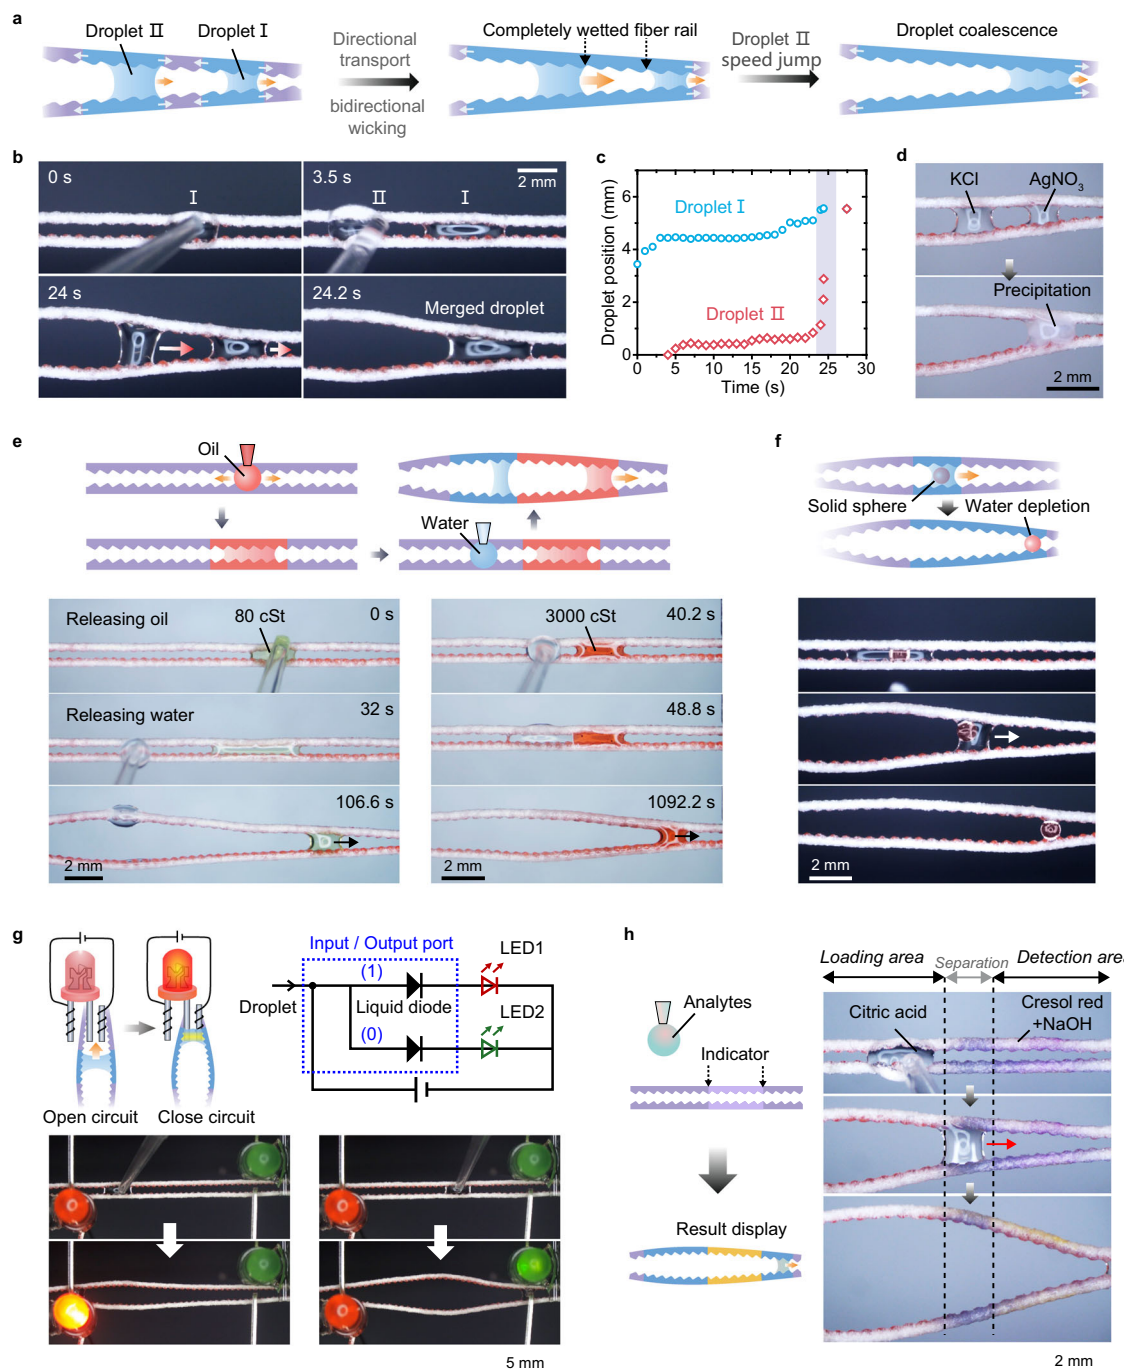 a
Droplet II
Droplet I
Directional
transport
bidirectional
wicking
Completely wetted fiber rail
Droplet II
speed jump
Droplet coalescence
b
0 s
I
3.5 s
II
I
2 mm
24 s
24.2 s
Merged droplet
c
Droplet position (mm)
6
4
2
0
Droplet I
Droplet II
0
5
10
15
20
25
30
Time (s)
d
KCl
AgNO₃
Precipitation
2 mm
e
Oil
Water
Releasing oil
80 cSt
0 s
Releasing water
32 s
106.6 s
2 mm
3000 cSt
40.2 s
48.8 s
1092.2 s
2 mm
f
Solid sphere
Water depletion
2 mm
g
Open circuit
Close circuit
Input / Output port
(1)
Droplet
Liquid diode
(0)
LED1
LED2
5 mm
h
Analytes
Indicator
Result display
Loading area
Separation
Detection area
Citric acid
Cresol red
+NaOH
2 mm